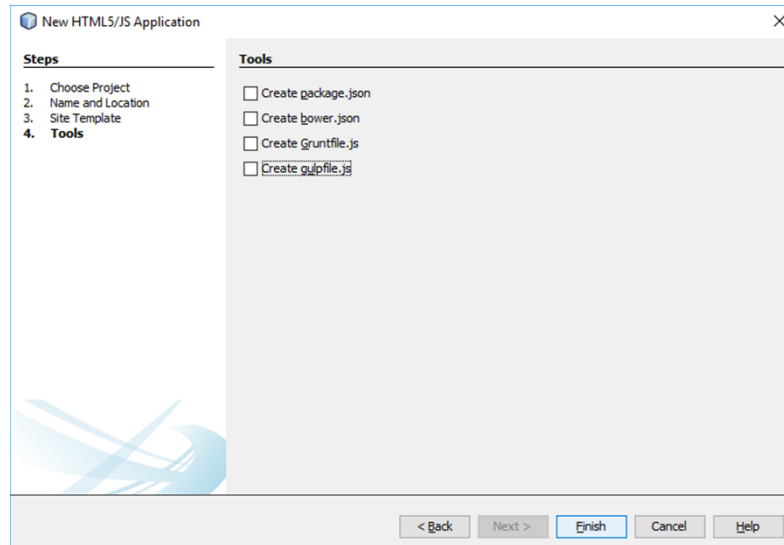 New HTML5/JS Application
Steps
1. Choose Project
2. Name and Location
3. Site Template
4. Tools
Tools
Create package.json
Create bower.json
Create Gruntfile.js
Create gulpfile.js
< Back Next > Finish Cancel Help